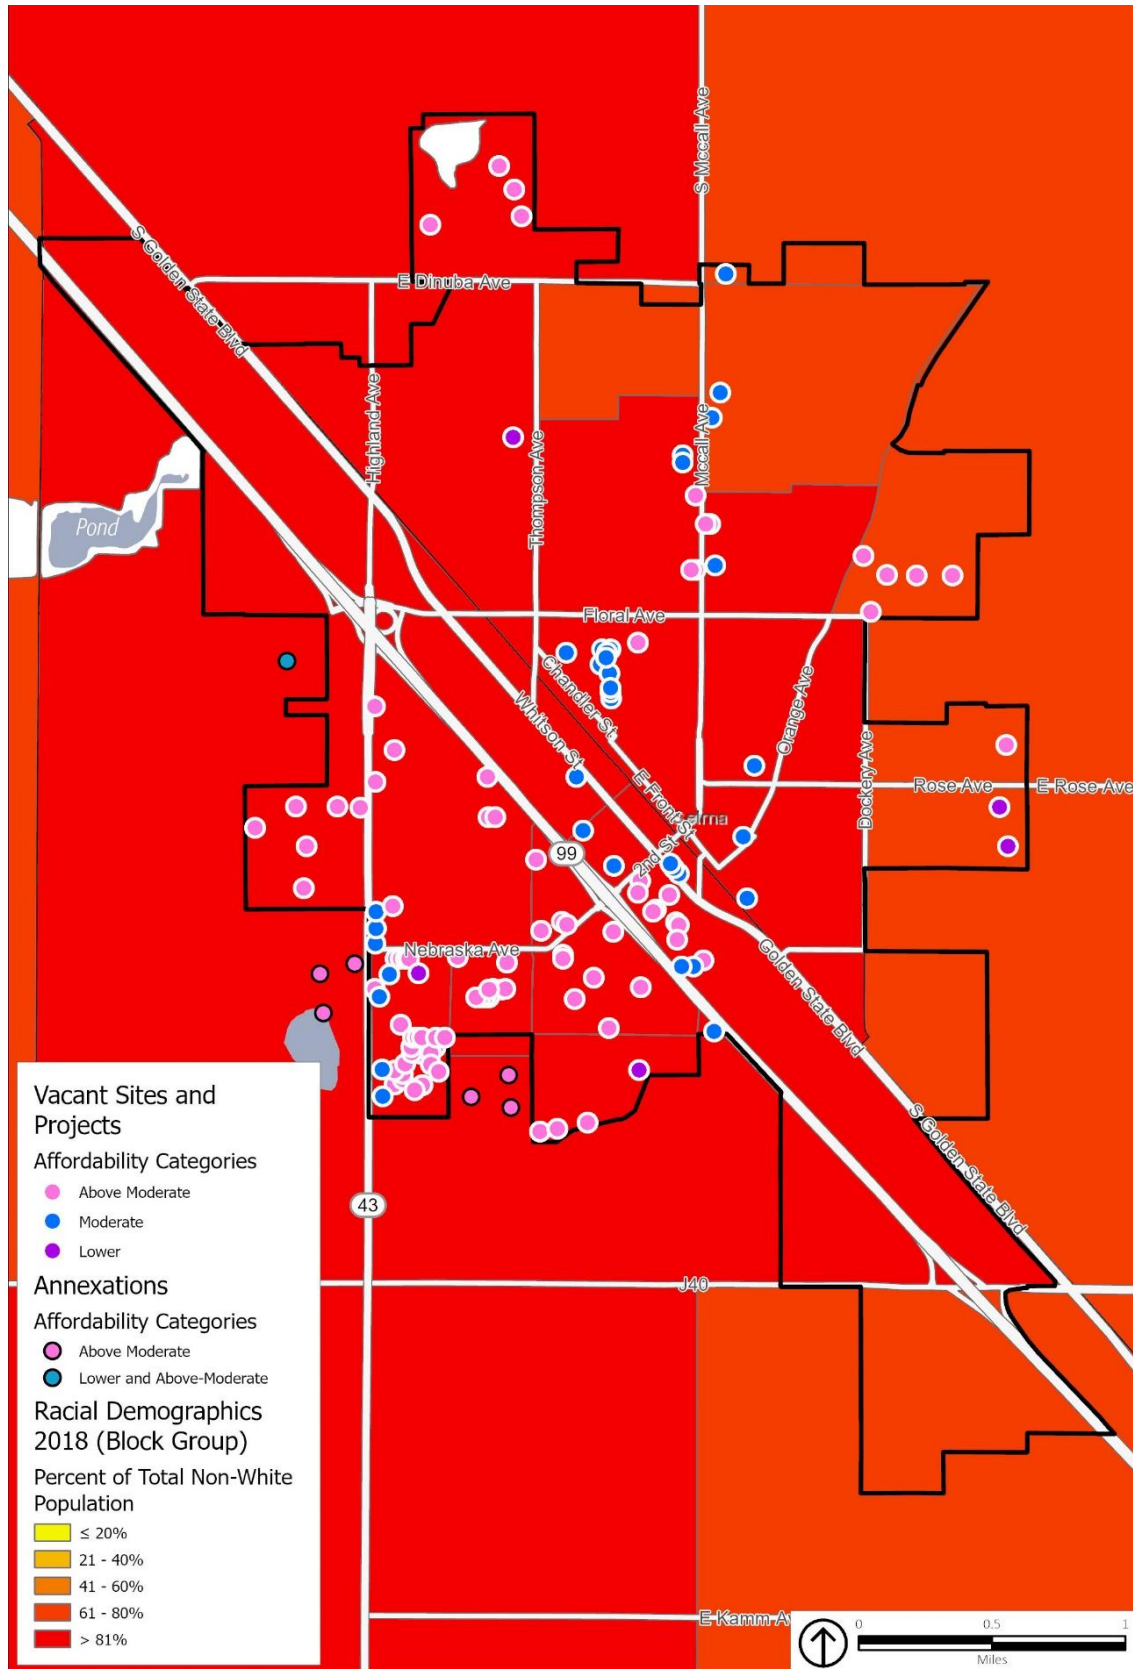 S Mccall Ave
S Golden State Blvd
E Dinuba Ave
Highland Ave
Mccall Ave
Thompson Ave
Pond
Floral Ave
Chandler St
Whitson St
Orange Ave
E Front St
Dockery Ave
Rose Ave
E Rose Ave
2nd St
99
Nebraska Ave
Golden State Blvd
S Golden State Blvd
43
J40
E Kamm Av
Vacant Sites and
Projects
Affordability Categories
Above Moderate
Moderate
Lower
Annexations
Affordability Categories
Above Moderate
Lower and Above-Moderate
Racial Demographics
2018 (Block Group)
Percent of Total Non-White
Population
≤ 20%
21 - 40%
41 - 60%
61 - 80%
> 81%
0 0.5 1
Miles